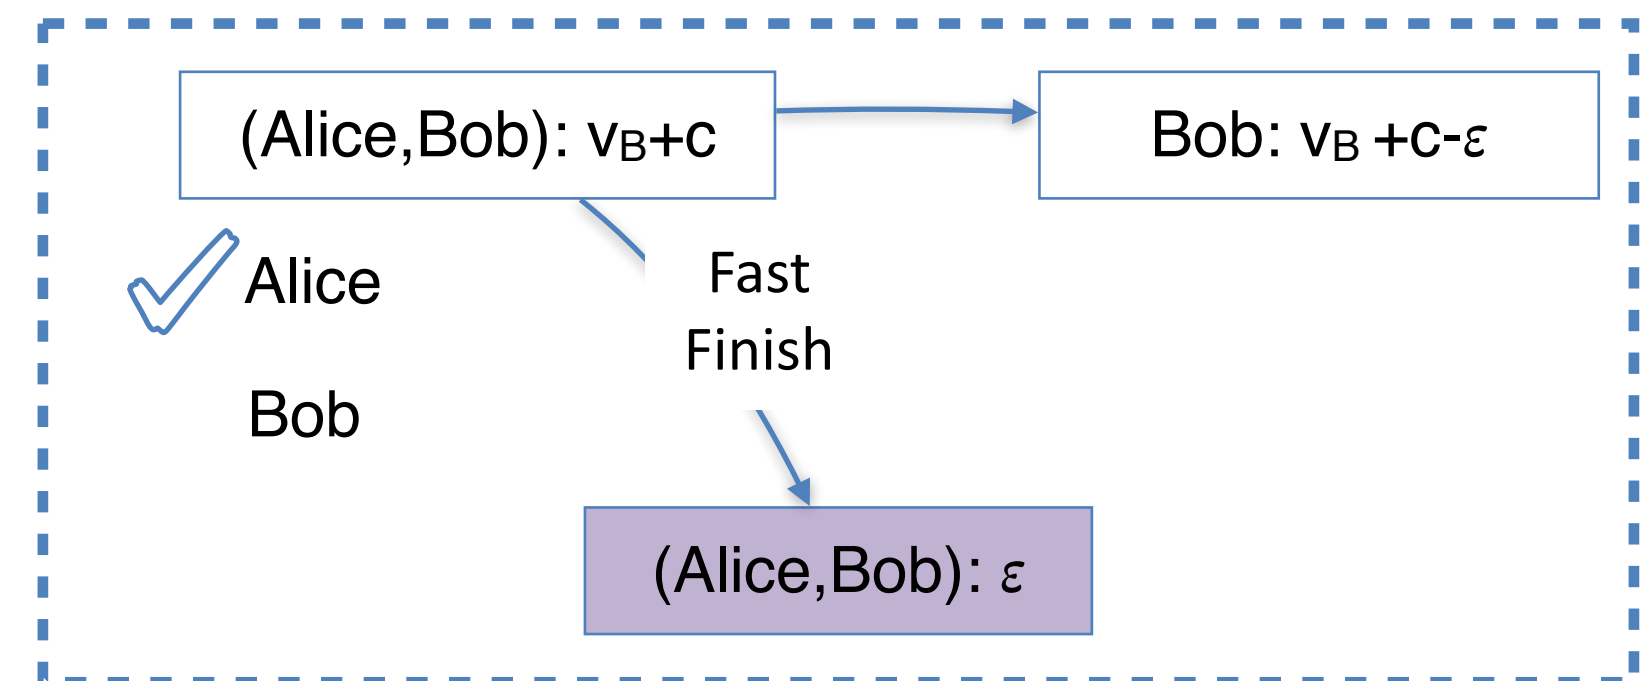 (Alice,Bob): vB+c
Bob: vB +c-ε
Alice
Fast
Finish
Bob
(Alice,Bob): ε